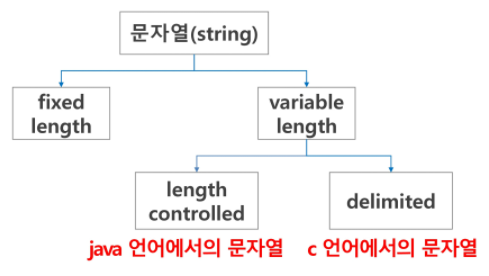 문자열(string)
fixed
length
variable
length
length
controlled
delimited
java 언어에서의 문자열
c 언어에서의 문자열